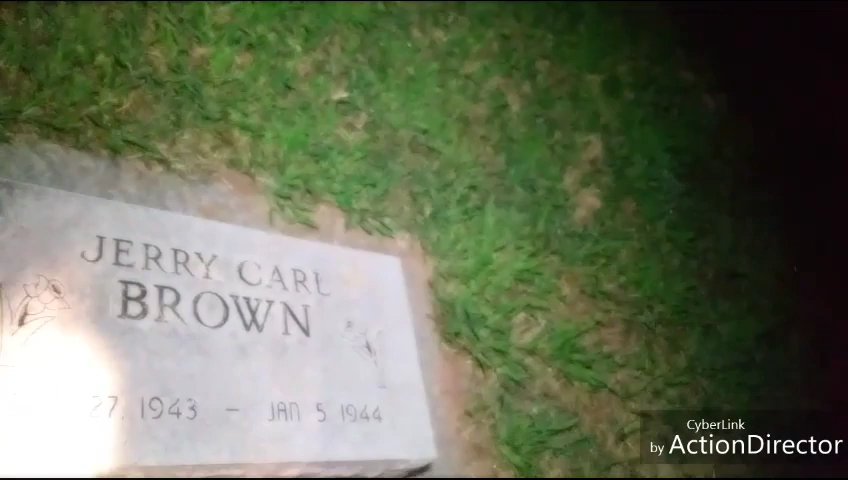 JERRY CARL
BROWN
27, 1943 - JAN 5 1944
CyberLink
by ActionDirector